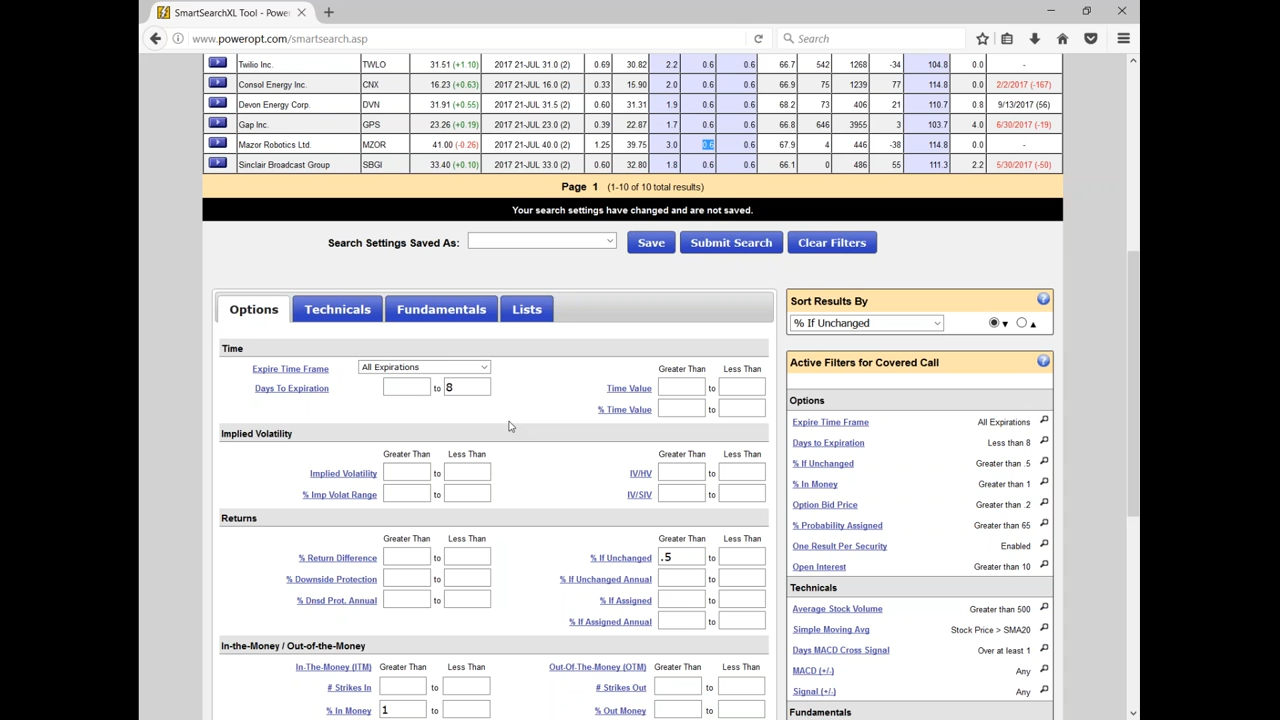 SmartSearchXL Tool - Power
www.poweropt.com/smartsearch.asp
Search
Twilio Inc. TWLO 31.51 (+1.10) 2017 21-JUL 31.0 (2) 0.69 30.82 2.2 0.6 0.6 66.7 542 1268 -34 104.8 0.0 -
Consol Energy Inc. CNX 16.23 (+0.63) 2017 21-JUL 16.0 (2) 0.33 15.90 2.0 0.6 0.6 66.9 75 1239 77 114.8 0.0 2/2/2017 (-167)
Devon Energy Corp. DVN 31.91 (+0.55) 2017 21-JUL 31.5 (2) 0.60 31.31 1.9 0.6 0.6 68.2 73 406 21 110.7 0.8 9/13/2017 (56)
Gap Inc. GPS 23.26 (+0.19) 2017 21-JUL 23.0 (2) 0.39 22.87 1.7 0.6 0.6 66.8 646 3955 3 103.7 4.0 6/30/2017 (-19)
Mazor Robotics Ltd. MZOR 41.00 (-0.26) 2017 21-JUL 40.0 (2) 1.25 39.75 3.0 0.6 0.6 67.9 4 446 -38 114.8 0.0 -
Sinclair Broadcast Group SBGI 33.40 (+0.10) 2017 21-JUL 33.0 (2) 0.60 32.80 1.8 0.6 0.6 66.1 0 486 55 111.3 2.2 5/30/2017 (-50)
Page 1 (1-10 of 10 total results)
Your search settings have changed and are not saved.
Search Settings Saved As: Save Submit Search Clear Filters
Options Technicals Fundamentals Lists
Time
Expire Time Frame All Expirations Greater Than Less Than
Days To Expiration to 8 Time Value to
% Time Value to
Implied Volatility
Greater Than Less Than Greater Than Less Than
Implied Volatility to IV/HV to
% Imp Volat Range to IV/SIV to
Returns
Greater Than Less Than Greater Than Less Than
% Return Difference to % If Unchanged .5 to
% Downside Protection to % If Unchanged Annual to
% Dnsd Prot. Annual to % If Assigned to
% If Assigned Annual to
In-the-Money / Out-of-the-Money
In-The-Money (ITM) Greater Than Less Than Out-Of-The-Money (OTM) Greater Than Less Than
# Strikes In to # Strikes Out to
% In Money 1 to % Out Money to
Sort Results By ?
% If Unchanged ▼ ▲
Active Filters for Covered Call ?
Options
Expire Time Frame All Expirations
Days to Expiration Less than 8
% If Unchanged Greater than .5
% In Money Greater than 1
Option Bid Price Greater than .2
% Probability Assigned Greater than 65
One Result Per Security Enabled
Open Interest Greater than 10
Technicals
Average Stock Volume Greater than 500
Simple Moving Avg Stock Price > SMA20
Days MACD Cross Signal Over at least 1
MACD (+/-) Any
Signal (+/-) Any
Fundamentals